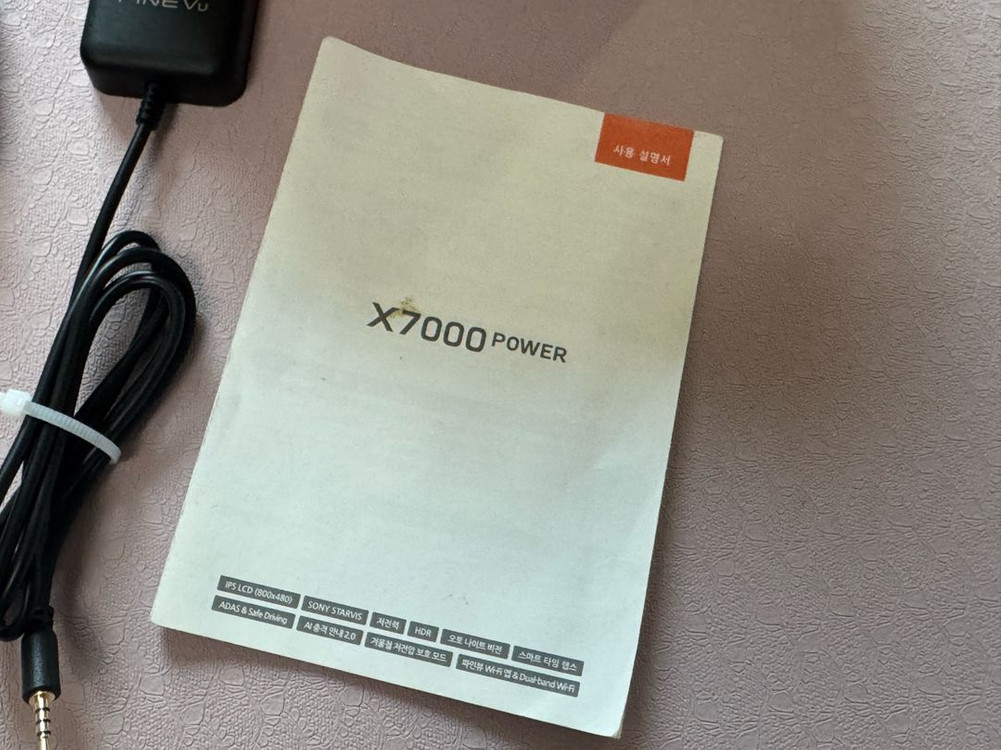 FINEVu
사용 설명서
X7000 POWER
IPS LCD (800x480) SONY STARVIS 저전력 HDR 오토 나이트 비전 스마트 타임 랩스
ADAS & Safe Driving AI 충격 안내 2.0 겨울철 저전압 보호 모드 파인뷰 Wi-Fi 앱 & Dual-band Wi-Fi